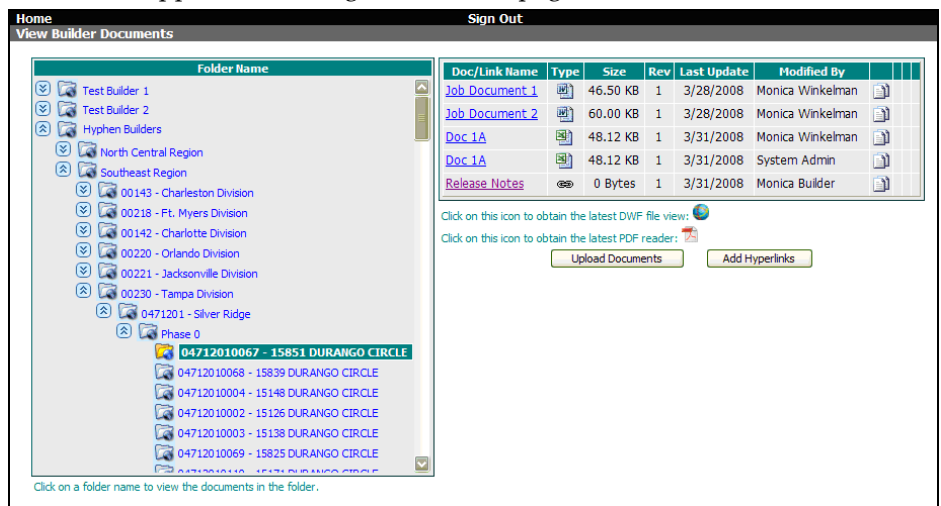 Home Sign Out
View Builder Documents
Folder Name
Test Builder 1
Test Builder 2
Hyphen Builders
North Central Region
Southeast Region
00143 - Charleston Division
00218 - Ft. Myers Division
00142 - Charlotte Division
00220 - Orlando Division
00221 - Jacksonville Division
00230 - Tampa Division
0471201 - Silver Ridge
Phase 0
04712010067 - 15851 DURANGO CIRCLE
04712010068 - 15839 DURANGO CIRCLE
04712010004 - 15148 DURANGO CIRCLE
04712010002 - 15126 DURANGO CIRCLE
04712010003 - 15138 DURANGO CIRCLE
04712010069 - 15825 DURANGO CIRCLE
Click on a folder name to view the documents in the folder.
Doc/Link Name Type Size Rev Last Update Modified By
Job Document 1 46.50 KB 1 3/28/2008 Monica Winkelman
Job Document 2 60.00 KB 1 3/28/2008 Monica Winkelman
Doc 1A 48.12 KB 1 3/31/2008 Monica Winkelman
Doc 1A 48.12 KB 1 3/31/2008 System Admin
Release Notes 0 Bytes 1 3/31/2008 Monica Builder
Click on this icon to obtain the latest DWF file view:
Click on this icon to obtain the latest PDF reader:
Upload Documents Add Hyperlinks